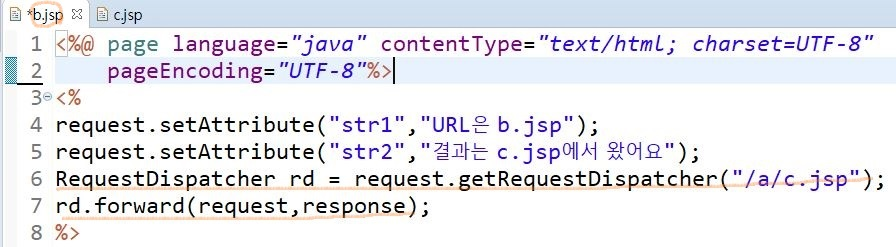 *b.jsp c.jsp
1 <%@ page language="java" contentType="text/html; charset=UTF-8"
2 pageEncoding="UTF-8"%>
3 <%
4 request.setAttribute("str1","URL은 b.jsp");
5 request.setAttribute("str2","결과는 c.jsp에서 왔어요");
6 RequestDispatcher rd = request.getRequestDispatcher("/a/c.jsp");
7 rd.forward(request,response);
8 %>